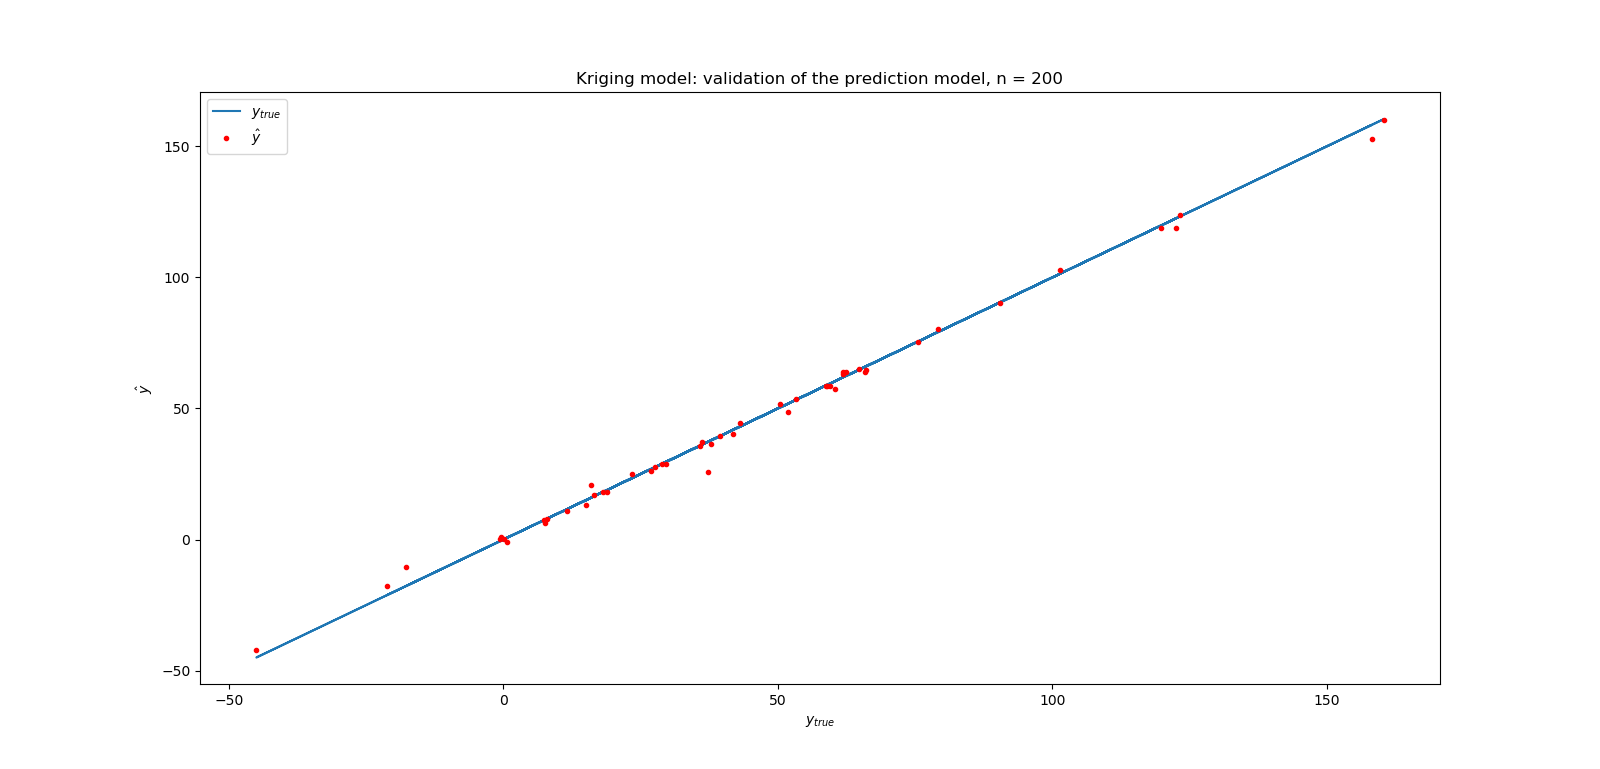 Kriging model: validation of the prediction model, n = 200
y_true
ŷ
150
100
50
0
−50
ŷ
−50 0 50 100 150
y_true